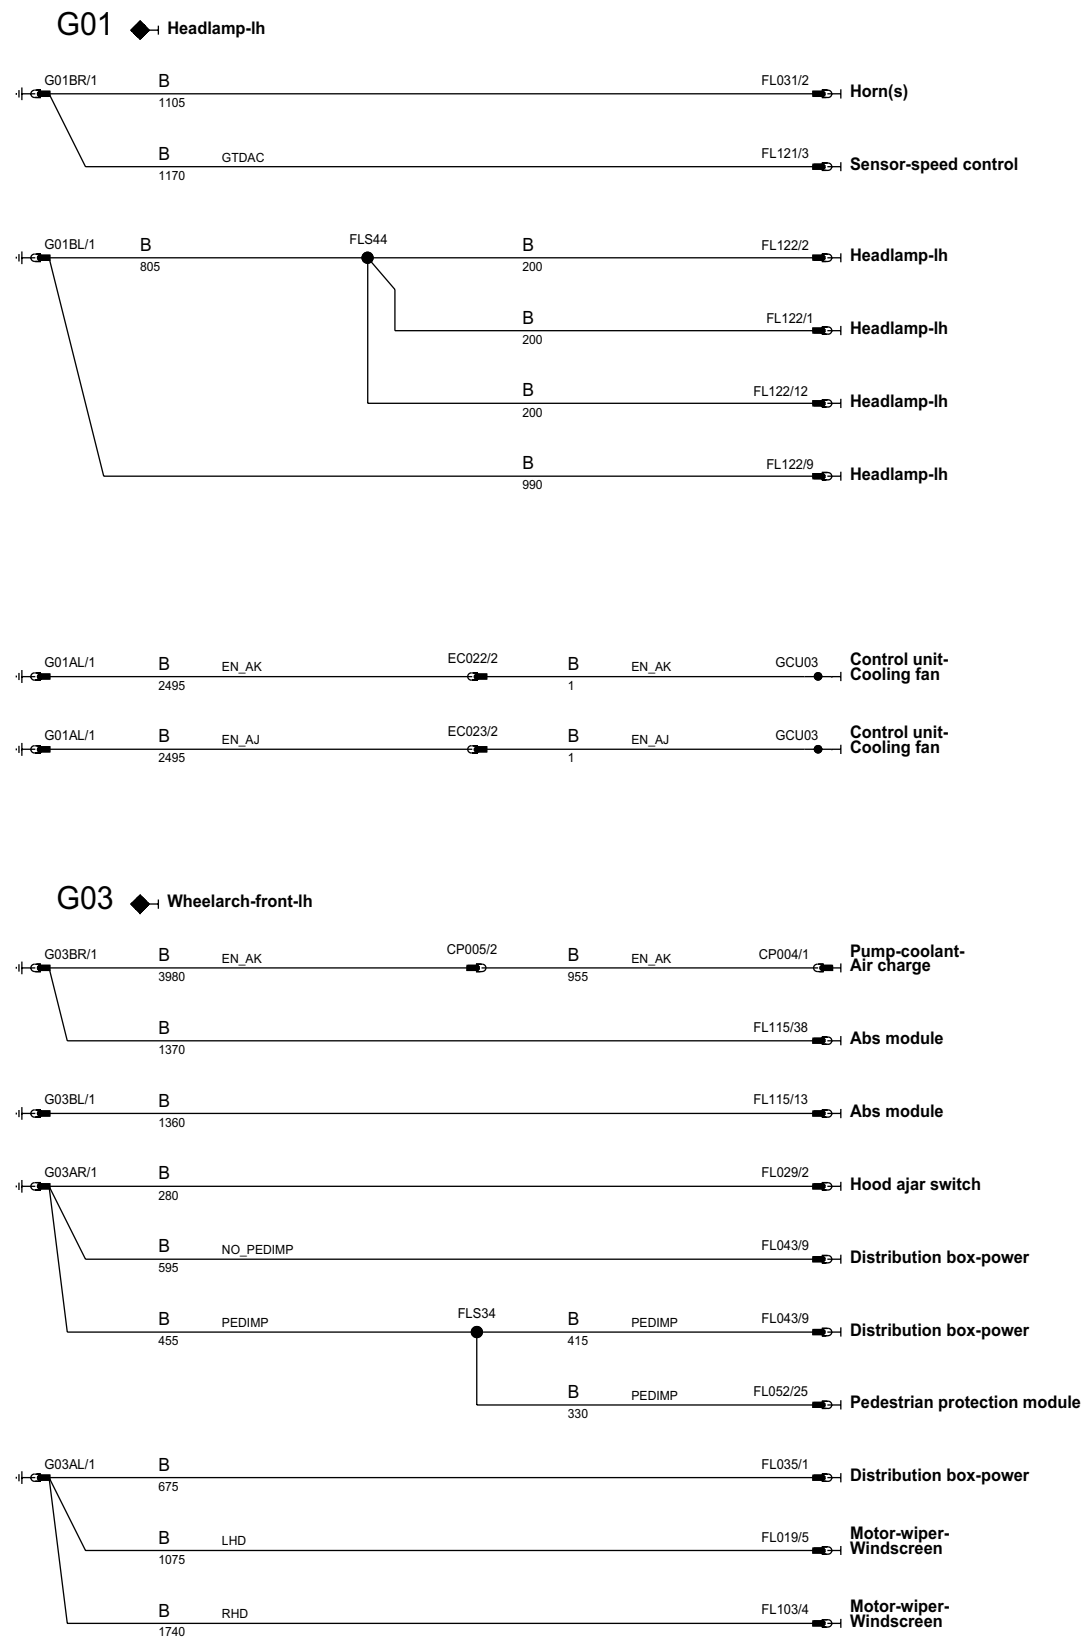 G01 Headlamp-lh
G01BR/1 B FL031/2 Horn(s)
1105
B GTDAC FL121/3 Sensor-speed control
1170
G01BL/1 B FLS44 B FL122/2 Headlamp-lh
805 200
B FL122/1 Headlamp-lh
200
B FL122/12 Headlamp-lh
200
B FL122/9 Headlamp-lh
990
G01AL/1 B EN_AK EC022/2 B EN_AK GCU03 Control unit-
Cooling fan
2495 1
G01AL/1 B EN_AJ EC023/2 B EN_AJ GCU03 Control unit-
Cooling fan
2495 1
G03 Wheelarch-front-lh
G03BR/1 B EN_AK CP005/2 B EN_AK CP004/1 Pump-coolant-
Air charge
3980 955
B FL115/38 Abs module
1370
G03BL/1 B FL115/13 Abs module
1360
G03AR/1 B FL029/2 Hood ajar switch
280
B NO_PEDIMP FL043/9 Distribution box-power
595
B PEDIMP FLS34 B PEDIMP FL043/9 Distribution box-power
455 415
B PEDIMP FL052/25 Pedestrian protection module
330
G03AL/1 B FL035/1 Distribution box-power
675
B LHD FL019/5 Motor-wiper-
Windscreen
1075
B RHD FL103/4 Motor-wiper-
Windscreen
1740